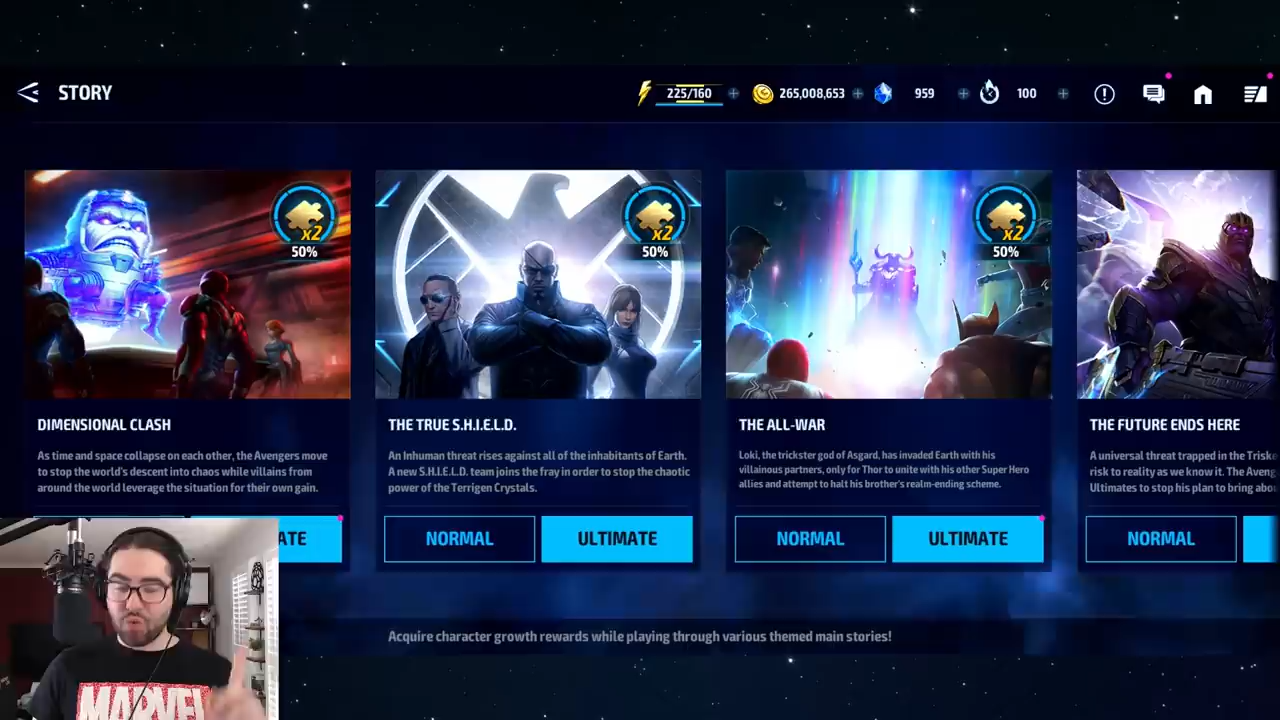 STORY
225/160
265,008,653
959
100
x2
50%
x2
50%
x2
50%
DIMENSIONAL CLASH
As time and space collapse on each other, the Avengers move
to stop the world's descent into chaos while villains from
around the world leverage the situation for their own gain.
ATE
THE TRUE S.H.I.E.L.D.
An Inhuman threat rises against all of the inhabitants of Earth.
A new S.H.I.E.L.D. team joins the fray in order to stop the chaotic
power of the Terrigen Crystals.
NORMAL
ULTIMATE
THE ALL-WAR
Loki, the trickster god of Asgard, has invaded Earth with his
villainous partners, only for Thor to unite with his other Super Hero
allies and attempt to halt his brother's realm-ending scheme.
NORMAL
ULTIMATE
THE FUTURE ENDS HERE
A universal threat trapped in the Triske
risk to reality as we know it. The Aveng
Ultimates to stop his plan to bring abou
NORMAL
Acquire character growth rewards while playing through various themed main stories!
MARVEL